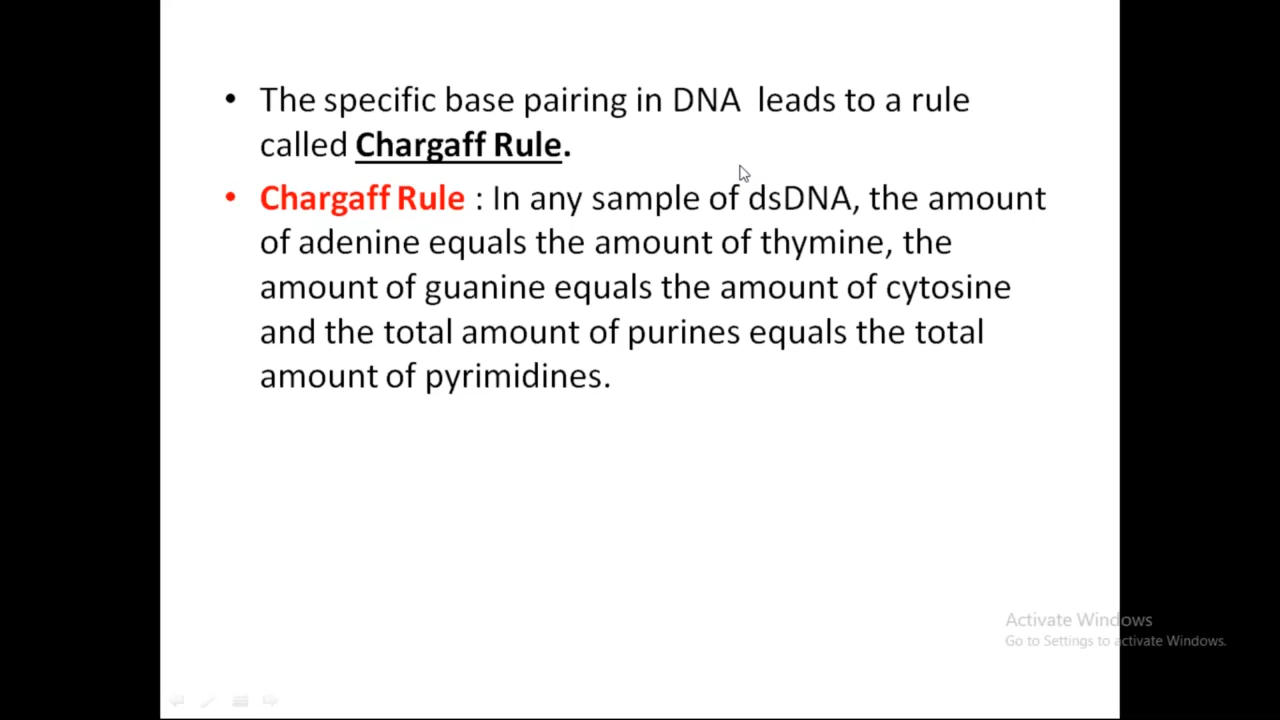 • The specific base pairing in DNA leads to a rule
called Chargaff Rule.
• Chargaff Rule : In any sample of dsDNA, the amount
of adenine equals the amount of thymine, the
amount of guanine equals the amount of cytosine
and the total amount of purines equals the total
amount of pyrimidines.
Activate Windows
Go to Settings to activate Windows.